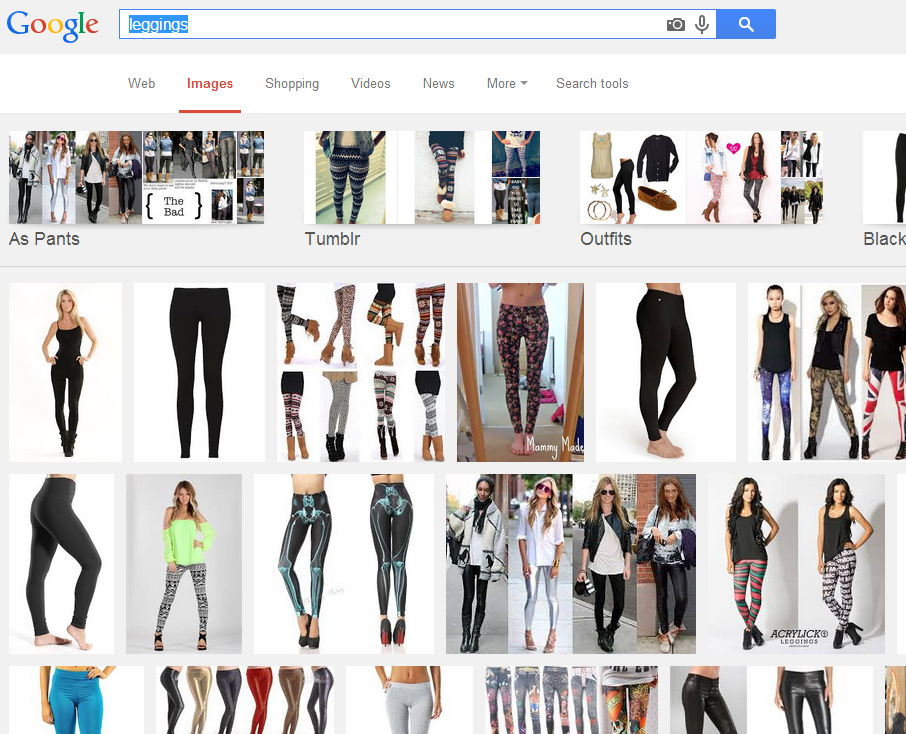 Google
leggings
Web Images Shopping Videos News More Search tools
{ The Bad }
As Pants Tumblr Outfits Black
Mammy Made
ACRYLICK
LEGGINGS